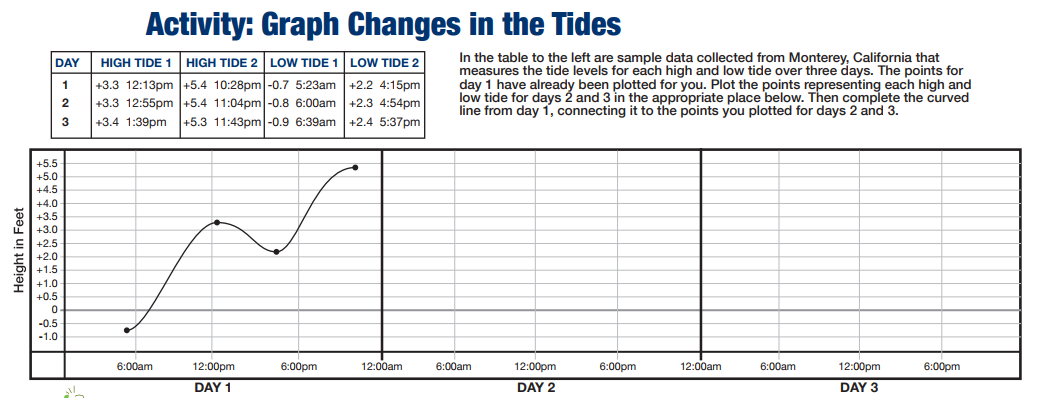 Activity: Graph Changes in the Tides
DAY HIGH TIDE 1 HIGH TIDE 2 LOW TIDE 1 LOW TIDE 2
1 +3.3 12:13pm +5.4 10:28pm -0.7 5:23am +2.2 4:15pm
2 +3.3 12:55pm +5.4 11:04pm -0.8 6:00am +2.3 4:54pm
3 +3.4 1:39pm +5.3 11:43pm -0.9 6:39am +2.4 5:37pm
In the table to the left are sample data collected from Monterey, California that
measures the tide levels for each high and low tide over three days. The points for
day 1 have already been plotted for you. Plot the points representing each high and
low tide for days 2 and 3 in the appropriate place below. Then complete the curved
line from day 1, connecting it to the points you plotted for days 2 and 3.
Height in Feet
+5.5
+5.0
+4.5
+4.0
+3.5
+3.0
+2.5
+2.0
+1.5
+1.0
+0.5
0
-0.5
-1.0
6:00am 12:00pm 6:00pm 12:00am 6:00am 12:00pm 6:00pm 12:00am 6:00am 12:00pm 6:00pm
DAY 1 DAY 2 DAY 3